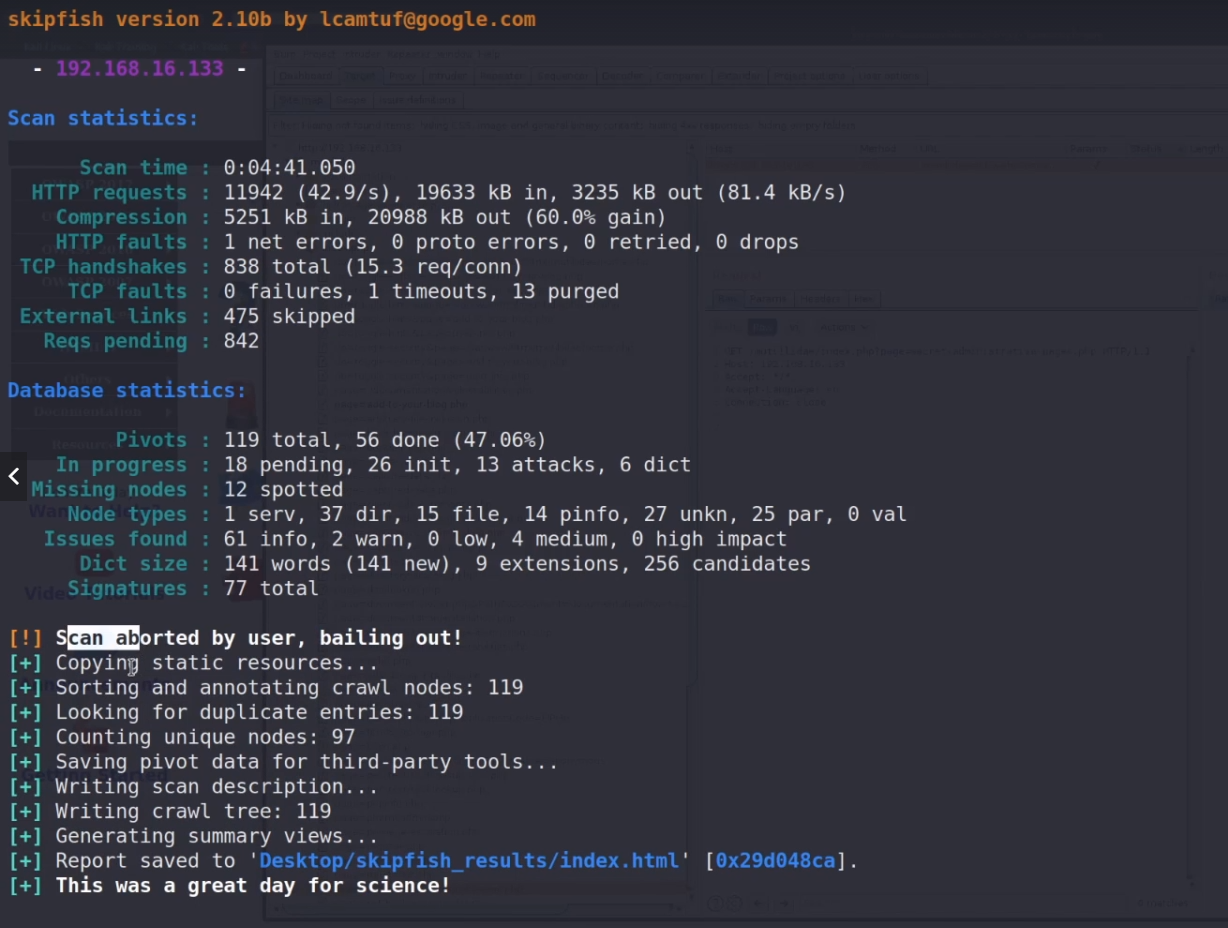 skipfish version 2.10b by lcamtuf@google.com
- 192.168.16.133 -
Scan statistics:
Scan time : 0:04:41.050
HTTP requests : 11942 (42.9/s), 19633 kB in, 3235 kB out (81.4 kB/s)
Compression : 5251 kB in, 20988 kB out (60.0% gain)
HTTP faults : 1 net errors, 0 proto errors, 0 retried, 0 drops
TCP handshakes : 838 total (15.3 req/conn)
TCP faults : 0 failures, 1 timeouts, 13 purged
External links : 475 skipped
Reqs pending : 842
Database statistics:
Pivots : 119 total, 56 done (47.06%)
In progress : 18 pending, 26 init, 13 attacks, 6 dict
Missing nodes : 12 spotted
Node types : 1 serv, 37 dir, 15 file, 14 pinfo, 27 unkn, 25 par, 0 val
Issues found : 61 info, 2 warn, 0 low, 4 medium, 0 high impact
Dict size : 141 words (141 new), 9 extensions, 256 candidates
Signatures : 77 total
[!] Scan aborted by user, bailing out!
[+] Copying static resources...
[+] Sorting and annotating crawl nodes: 119
[+] Looking for duplicate entries: 119
[+] Counting unique nodes: 97
[+] Saving pivot data for third-party tools...
[+] Writing scan description...
[+] Writing crawl tree: 119
[+] Generating summary views...
[+] Report saved to 'Desktop/skipfish_results/index.html' [0x29d048ca].
[+] This was a great day for science!